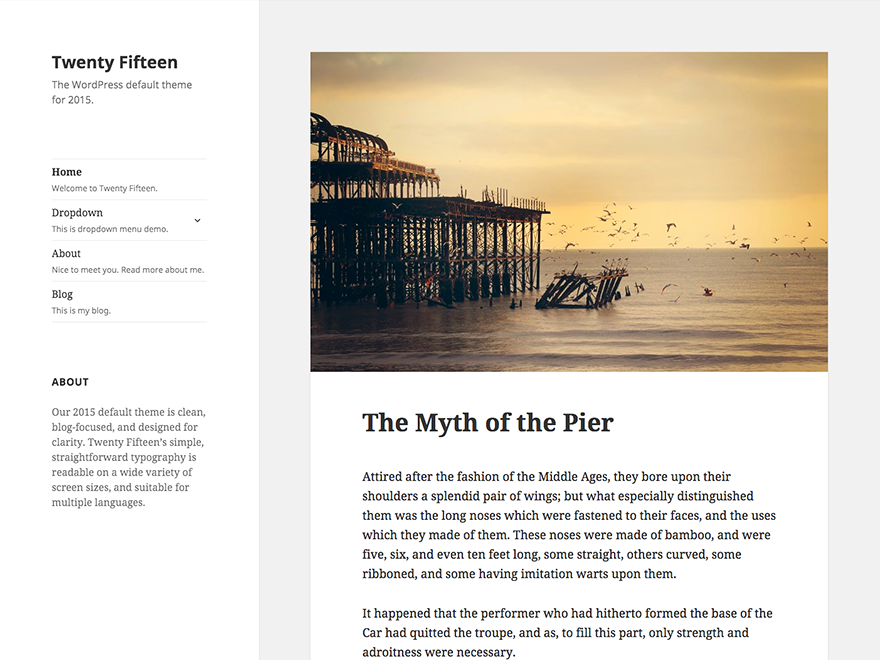 Twenty Fifteen
The WordPress default theme
for 2015.
Home
Welcome to Twenty Fifteen.
Dropdown
This is dropdown menu demo.
About
Nice to meet you. Read more about me.
Blog
This is my blog.
ABOUT
Our 2015 default theme is clean,
blog-focused, and designed for
clarity. Twenty Fifteen's simple,
straightforward typography is
readable on a wide variety of
screen sizes, and suitable for
multiple languages.
The Myth of the Pier
Attired after the fashion of the Middle Ages, they bore upon their
shoulders a splendid pair of wings; but what especially distinguished
them was the long noses which were fastened to their faces, and the uses
which they made of them. These noses were made of bamboo, and were
five, six, and even ten feet long, some straight, others curved, some
ribboned, and some having imitation warts upon them.
It happened that the performer who had hitherto formed the base of the
Car had quitted the troupe, and as, to fill this part, only strength and
adroitness were necessary.